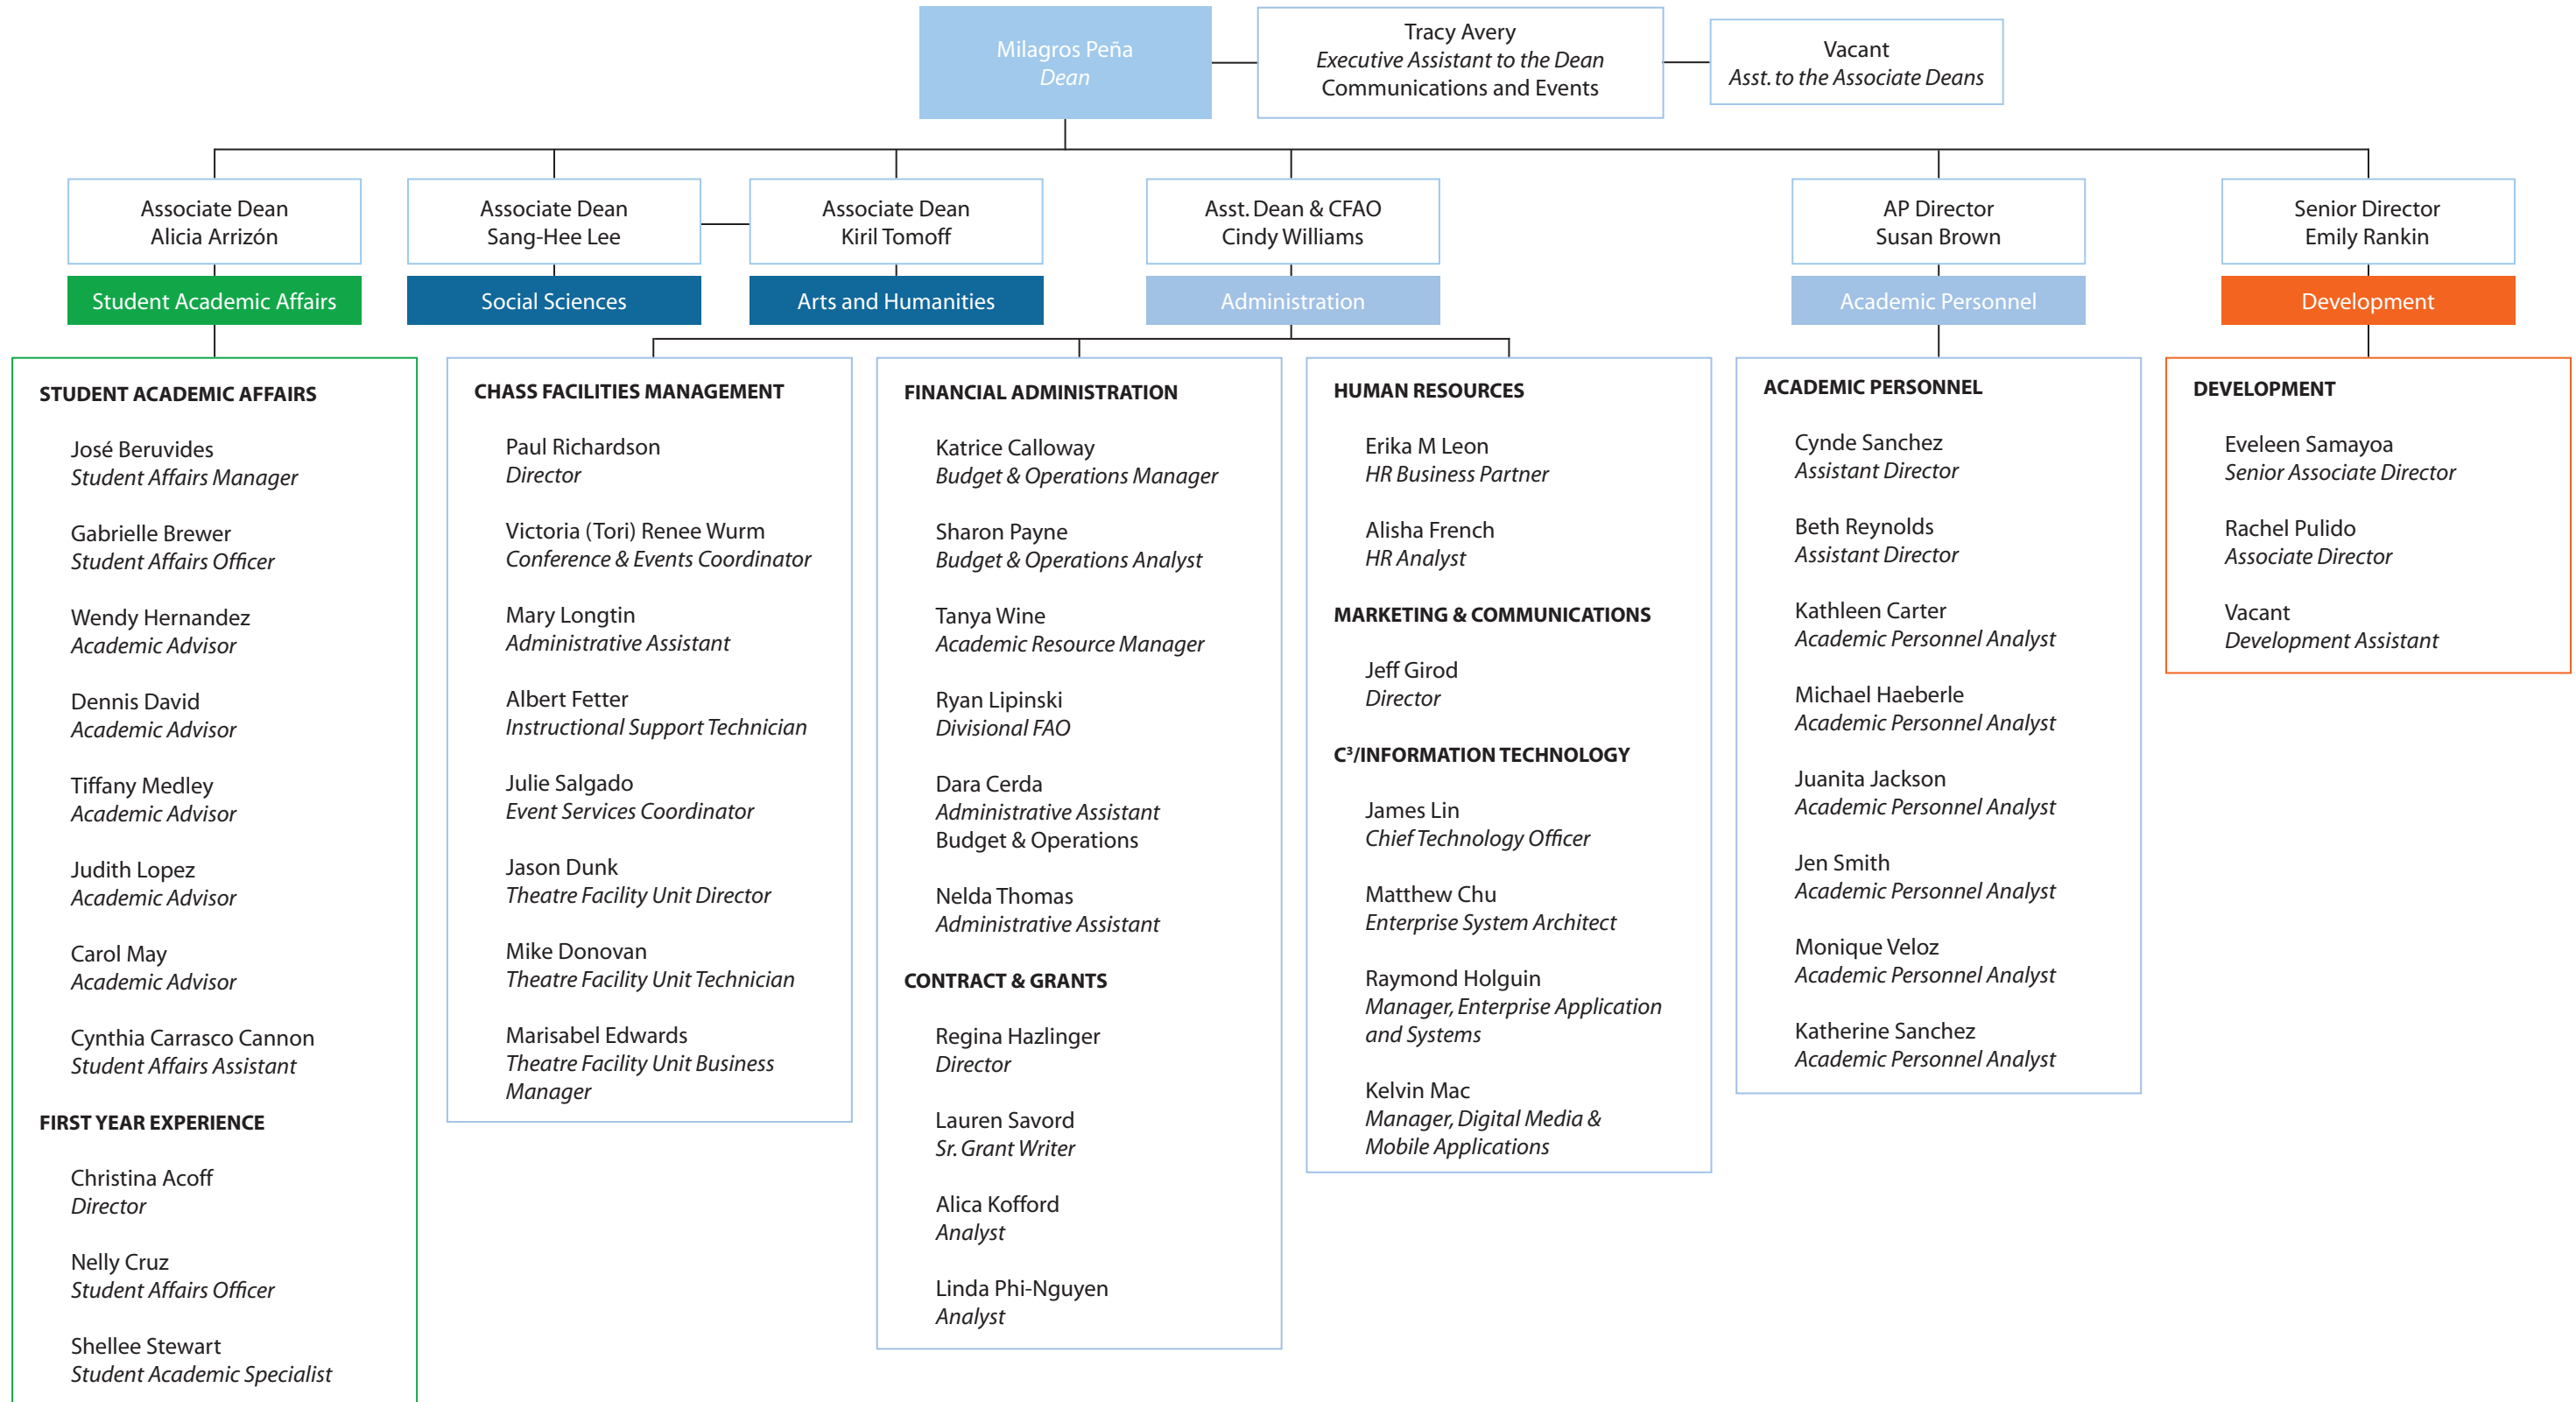 Milagros Peña
Dean
Tracy Avery
Executive Assistant to the Dean
Communications and Events
Vacant
Asst. to the Associate Deans
Associate Dean
Alicia Arrizón
Student Academic Affairs
Associate Dean
Sang-Hee Lee
Social Sciences
Associate Dean
Kiril Tomoff
Arts and Humanities
Asst. Dean & CFAO
Cindy Williams
Administration
AP Director
Susan Brown
Academic Personnel
Senior Director
Emily Rankin
Development
STUDENT ACADEMIC AFFAIRS
José Beruvides
Student Affairs Manager
Gabrielle Brewer
Student Affairs Officer
Wendy Hernandez
Academic Advisor
Dennis David
Academic Advisor
Tiffany Medley
Academic Advisor
Judith Lopez
Academic Advisor
Carol May
Academic Advisor
Cynthia Carrasco Cannon
Student Affairs Assistant
FIRST YEAR EXPERIENCE
Christina Acoff
Director
Nelly Cruz
Student Affairs Officer
Shellee Stewart
Student Academic Specialist
CHASS FACILITIES MANAGEMENT
Paul Richardson
Director
Victoria (Tori) Renee Wurm
Conference & Events Coordinator
Mary Longtin
Administrative Assistant
Albert Fetter
Instructional Support Technician
Julie Salgado
Event Services Coordinator
Jason Dunk
Theatre Facility Unit Director
Mike Donovan
Theatre Facility Unit Technician
Marisabel Edwards
Theatre Facility Unit Business
Manager
FINANCIAL ADMINISTRATION
Katrice Calloway
Budget & Operations Manager
Sharon Payne
Budget & Operations Analyst
Tanya Wine
Academic Resource Manager
Ryan Lipinski
Divisional FAO
Dara Cerda
Administrative Assistant
Budget & Operations
Nelda Thomas
Administrative Assistant
CONTRACT & GRANTS
Regina Hazlinger
Director
Lauren Savord
Sr. Grant Writer
Alica Kofford
Analyst
Linda Phi-Nguyen
Analyst
HUMAN RESOURCES
Erika M Leon
HR Business Partner
Alisha French
HR Analyst
MARKETING & COMMUNICATIONS
Jeff Girod
Director
C³/INFORMATION TECHNOLOGY
James Lin
Chief Technology Officer
Matthew Chu
Enterprise System Architect
Raymond Holguin
Manager, Enterprise Application
and Systems
Kelvin Mac
Manager, Digital Media &
Mobile Applications
ACADEMIC PERSONNEL
Cynde Sanchez
Assistant Director
Beth Reynolds
Assistant Director
Kathleen Carter
Academic Personnel Analyst
Michael Haeberle
Academic Personnel Analyst
Juanita Jackson
Academic Personnel Analyst
Jen Smith
Academic Personnel Analyst
Monique Veloz
Academic Personnel Analyst
Katherine Sanchez
Academic Personnel Analyst
DEVELOPMENT
Eveleen Samayoa
Senior Associate Director
Rachel Pulido
Associate Director
Vacant
Development Assistant